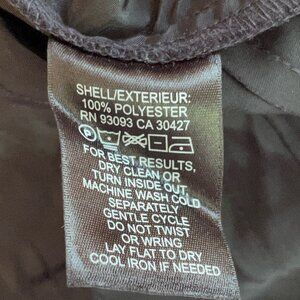 SHELL/EXTERIEUR:
100% POLYESTER
RN 93093 CA 30427
P
FOR BEST RESULTS,
DRY CLEAN OR
TURN INSIDE OUT,
MACHINE WASH COLD
SEPARATELY
GENTLE CYCLE
DO NOT TWIST
OR WRING
LAY FLAT TO DRY
COOL IRON IF NEEDED